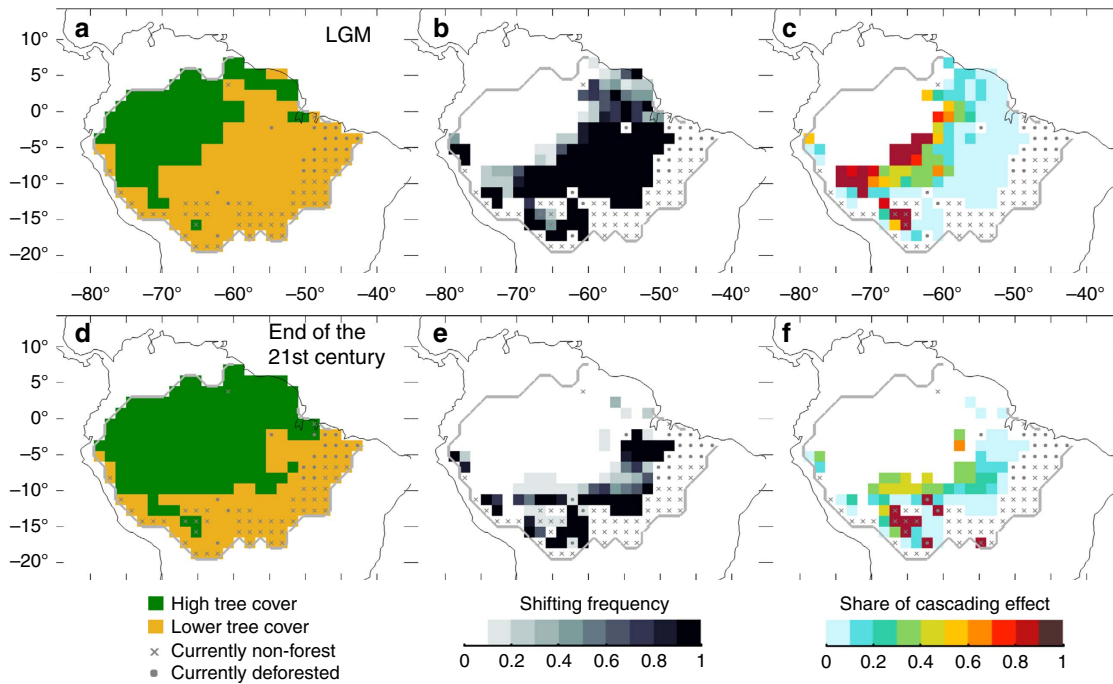 a LGM b c
10°
5°
0°
−5°
−10°
−15°
−20°
−80° −70° −60° −50° −40° −80° −70° −60° −50° −40° −80° −70° −60° −50° −40°
d End of the 21st century e f
10°
5°
0°
−5°
−10°
−15°
−20°
High tree cover
Lower tree cover
× Currently non-forest
Currently deforested
Shifting frequency
0 0.2 0.4 0.6 0.8 1
Share of cascading effect
0 0.2 0.4 0.6 0.8 1